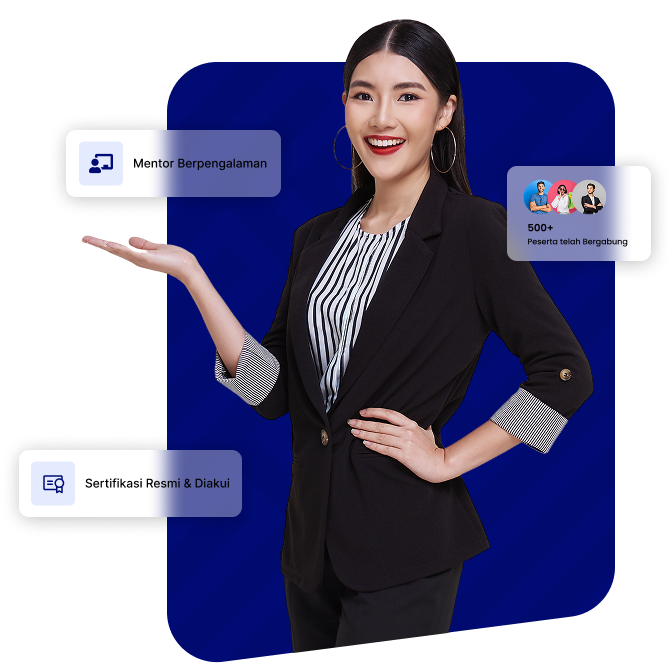 Mentor Berpengalaman
500+
Peserta telah Bergabung
Sertifikasi Resmi & Diakui